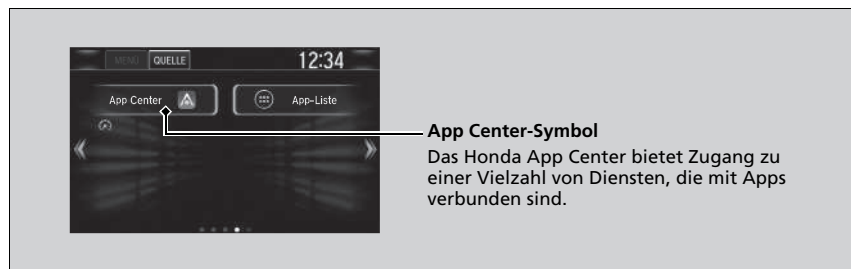 MENÜ QUELLE 12:34
App Center App-Liste
App Center-Symbol
Das Honda App Center bietet Zugang zu
einer Vielzahl von Diensten, die mit Apps
verbunden sind.